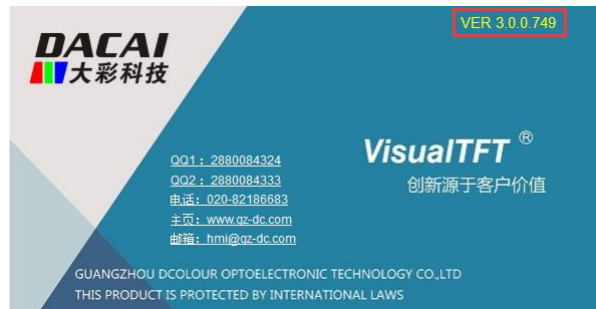 VER 3.0.0.749
DACAI
大彩科技
VisualTFT ®
创新源于客户价值
QQ1：2880084324
QQ2：2880084333
电话：020-82186683
主页：www.gz-dc.com
邮箱：hmi@gz-dc.com
GUANGZHOU DCOLOUR OPTOELECTRONIC TECHNOLOGY CO.,LTD
THIS PRODUCT IS PROTECTED BY INTERNATIONAL LAWS